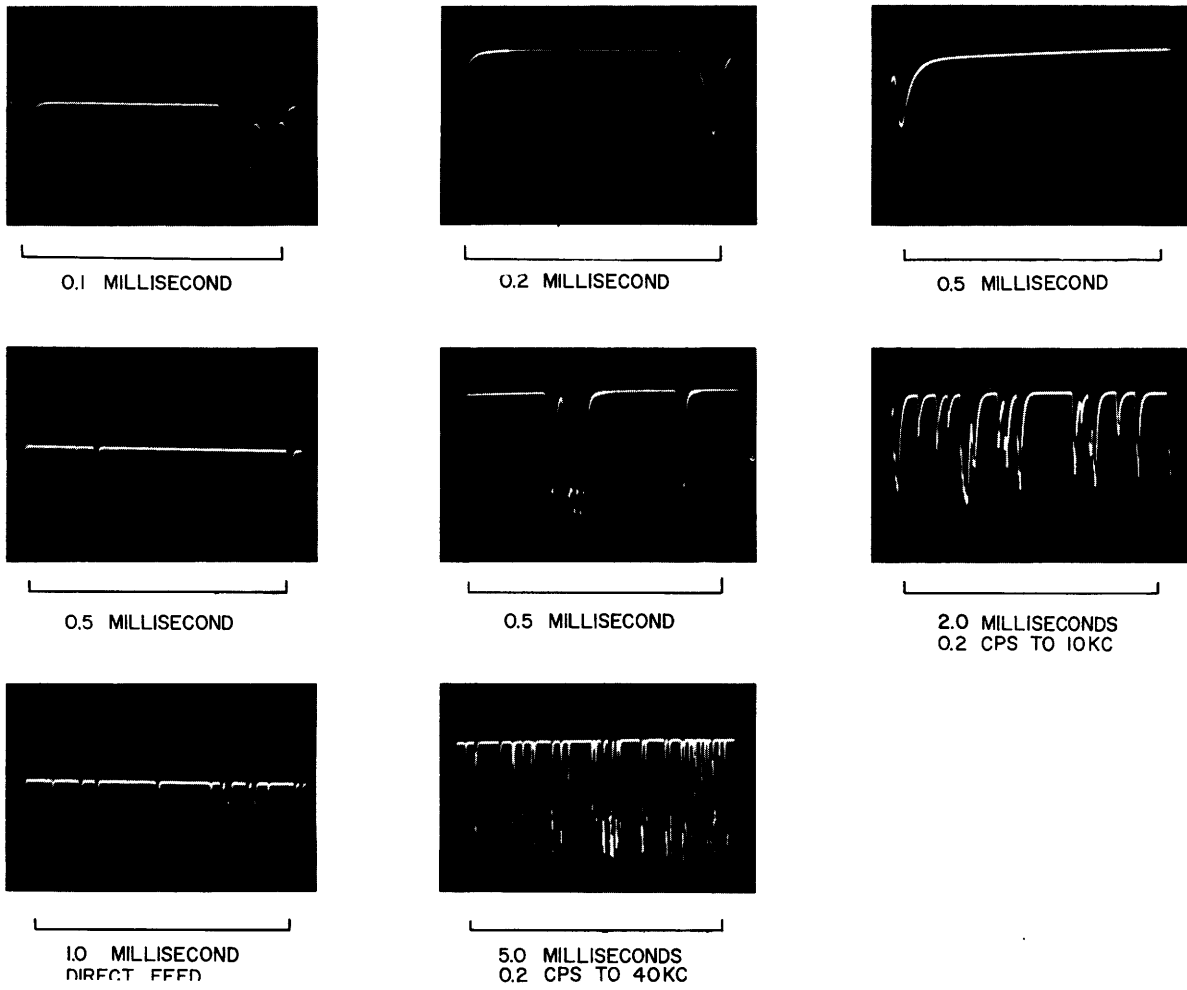 0.1 MILLISECOND
0.2 MILLISECOND
0.5 MILLISECOND
0.5 MILLISECOND
0.5 MILLISECOND
2.0 MILLISECONDS
0.2 CPS TO 10KC
1.0 MILLISECOND
DIRECT FEED
5.0 MILLISECONDS
0.2 CPS TO 40KC